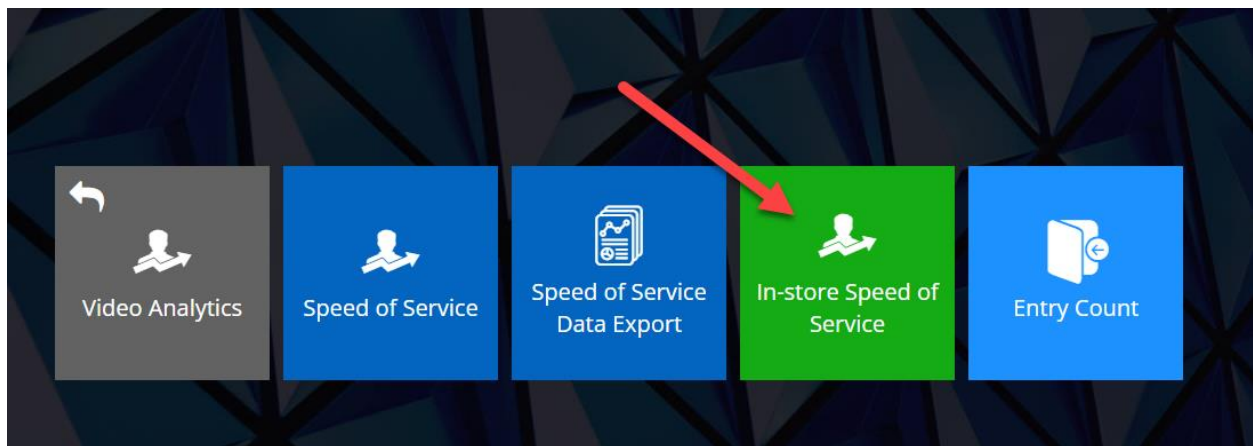 Video Analytics
Speed of Service
Speed of Service
Data Export
In-store Speed of
Service
Entry Count